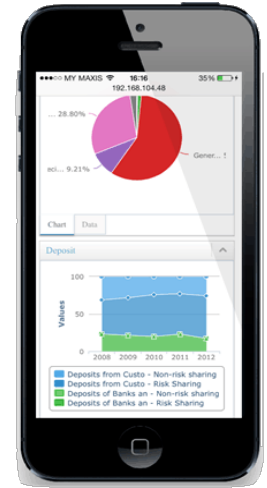 MY MAXIS 16:16 35%
192.168.104.48
... 28.80%
Gener...
sci... 9.21%
Chart Data
Deposit
Values
100
50
0
2008 2009 2010 2011 2012
Deposits from Custo - Non-risk sharing
Deposits from Custo - Risk Sharing
Deposits of Banks an - Non-risk sharing
Deposits of Banks an - Risk Sharing